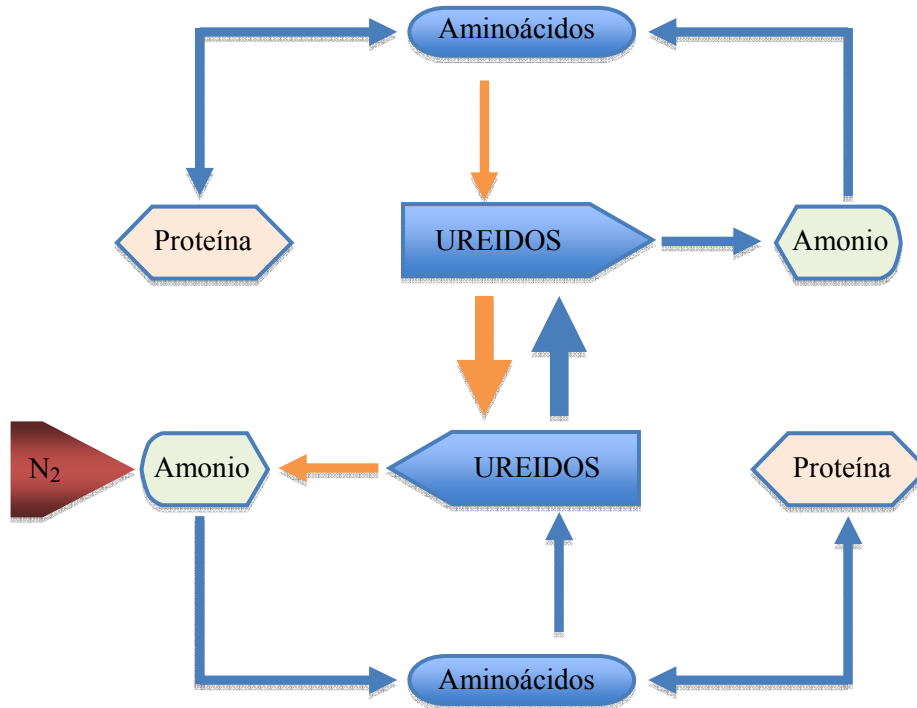 Aminoácidos
Proteína
UREIDOS
Amonio
N₂
Amonio
UREIDOS
Proteína
Aminoácidos